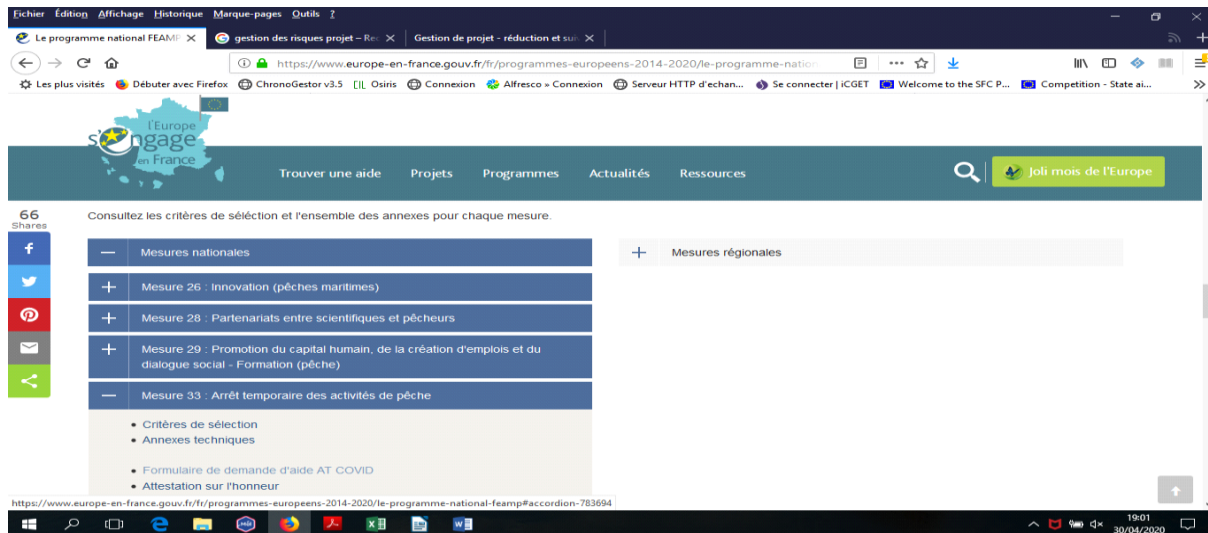 Fichier Édition Affichage Historique Marque-pages Outils ?
Le programme national FEAMP
gestion des risques projet – Rec
Gestion de projet - réduction et suiv
https://www.europe-en-france.gouv.fr/fr/programmes-europeens-2014-2020/le-programme-nation
Les plus visités Débuter avec Firefox ChronoGestor v3.5 Osiris Connexion Alfresco » Connexion Serveur HTTP d'echan... Se connecter | iCGET Welcome to the SFC P... Competition - State ai...
l'Europe
s'engage
en France
Trouver une aide Projets Programmes Actualités Ressources
Joli mois de l'Europe
66
Shares
Consultez les critères de séléction et l'ensemble des annexes pour chaque mesure.
Mesures nationales
Mesures régionales
Mesure 26 : Innovation (pêches maritimes)
Mesure 28 : Partenariats entre scientifiques et pêcheurs
Mesure 29 : Promotion du capital humain, de la création d'emplois et du
dialogue social - Formation (pêche)
Mesure 33 : Arrêt temporaire des activités de pêche
Critères de sélection
Annexes techniques
Formulaire de demande d'aide AT COVID
Attestation sur l'honneur
https://www.europe-en-france.gouv.fr/fr/programmes-europeens-2014-2020/le-programme-national-feamp#accordion-783694
19:01
30/04/2020